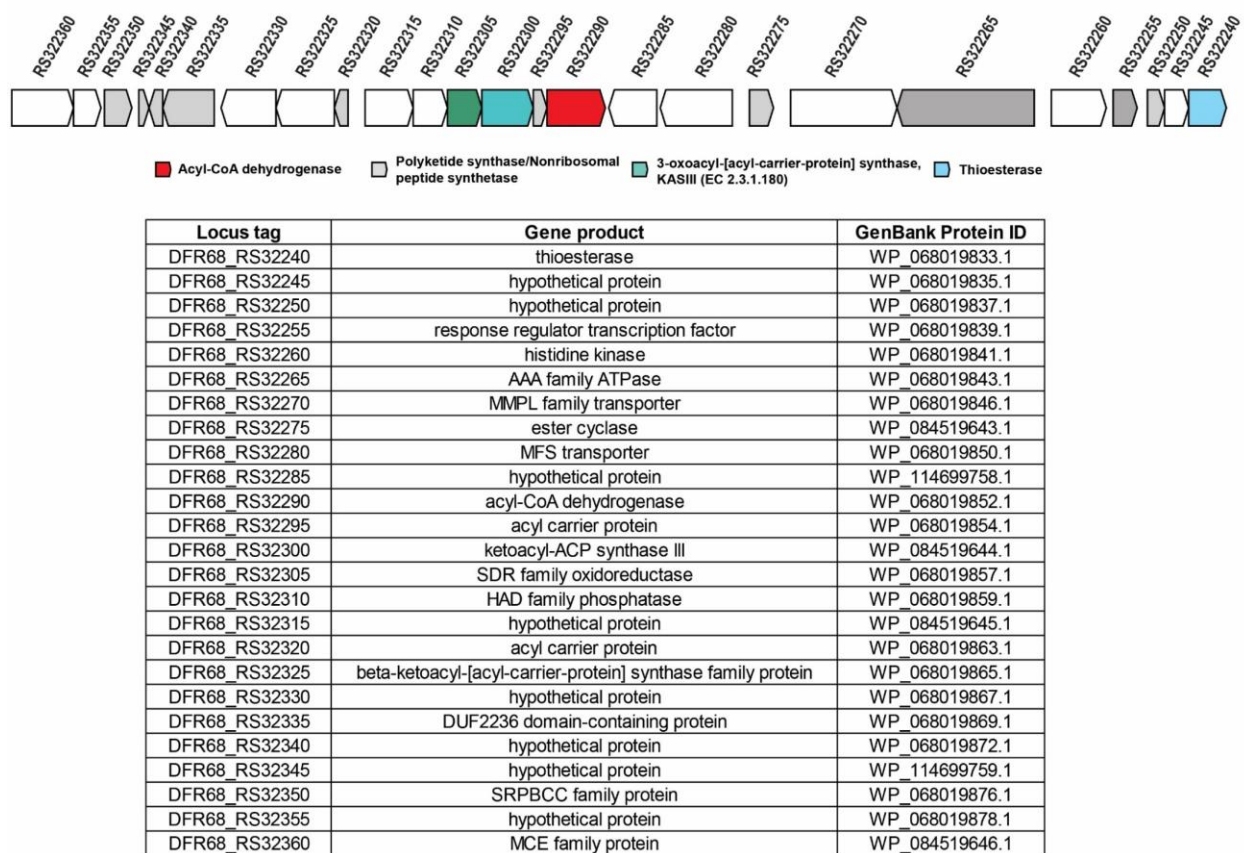 RS322360 RS322355 RS322350 RS322345 RS322340 RS322335 RS322330 RS322325 RS322320 RS322315 RS322310 RS322305 RS322300 RS322295 RS322290 RS322285 RS322280 RS322275 RS322270 RS322265 RS322260 RS322255 RS322250 RS322245 RS322240
Acyl-CoA dehydrogenase
Polyketide synthase/Nonribosomal
peptide synthetase
3-oxoacyl-[acyl-carrier-protein] synthase,
KASIII (EC 2.3.1.180)
Thioesterase
Locus tag Gene product GenBank Protein ID
DFR68_RS32240 thioesterase WP_068019833.1
DFR68_RS32245 hypothetical protein WP_068019835.1
DFR68_RS32250 hypothetical protein WP_068019837.1
DFR68_RS32255 response regulator transcription factor WP_068019839.1
DFR68_RS32260 histidine kinase WP_068019841.1
DFR68_RS32265 AAA family ATPase WP_068019843.1
DFR68_RS32270 MMPL family transporter WP_068019846.1
DFR68_RS32275 ester cyclase WP_084519643.1
DFR68_RS32280 MFS transporter WP_068019850.1
DFR68_RS32285 hypothetical protein WP_114699758.1
DFR68_RS32290 acyl-CoA dehydrogenase WP_068019852.1
DFR68_RS32295 acyl carrier protein WP_068019854.1
DFR68_RS32300 ketoacyl-ACP synthase III WP_084519644.1
DFR68_RS32305 SDR family oxidoreductase WP_068019857.1
DFR68_RS32310 HAD family phosphatase WP_068019859.1
DFR68_RS32315 hypothetical protein WP_084519645.1
DFR68_RS32320 acyl carrier protein WP_068019863.1
DFR68_RS32325 beta-ketoacyl-[acyl-carrier-protein] synthase family protein WP_068019865.1
DFR68_RS32330 hypothetical protein WP_068019867.1
DFR68_RS32335 DUF2236 domain-containing protein WP_068019869.1
DFR68_RS32340 hypothetical protein WP_068019872.1
DFR68_RS32345 hypothetical protein WP_114699759.1
DFR68_RS32350 SRPBCC family protein WP_068019876.1
DFR68_RS32355 hypothetical protein WP_068019878.1
DFR68_RS32360 MCE family protein WP_084519646.1